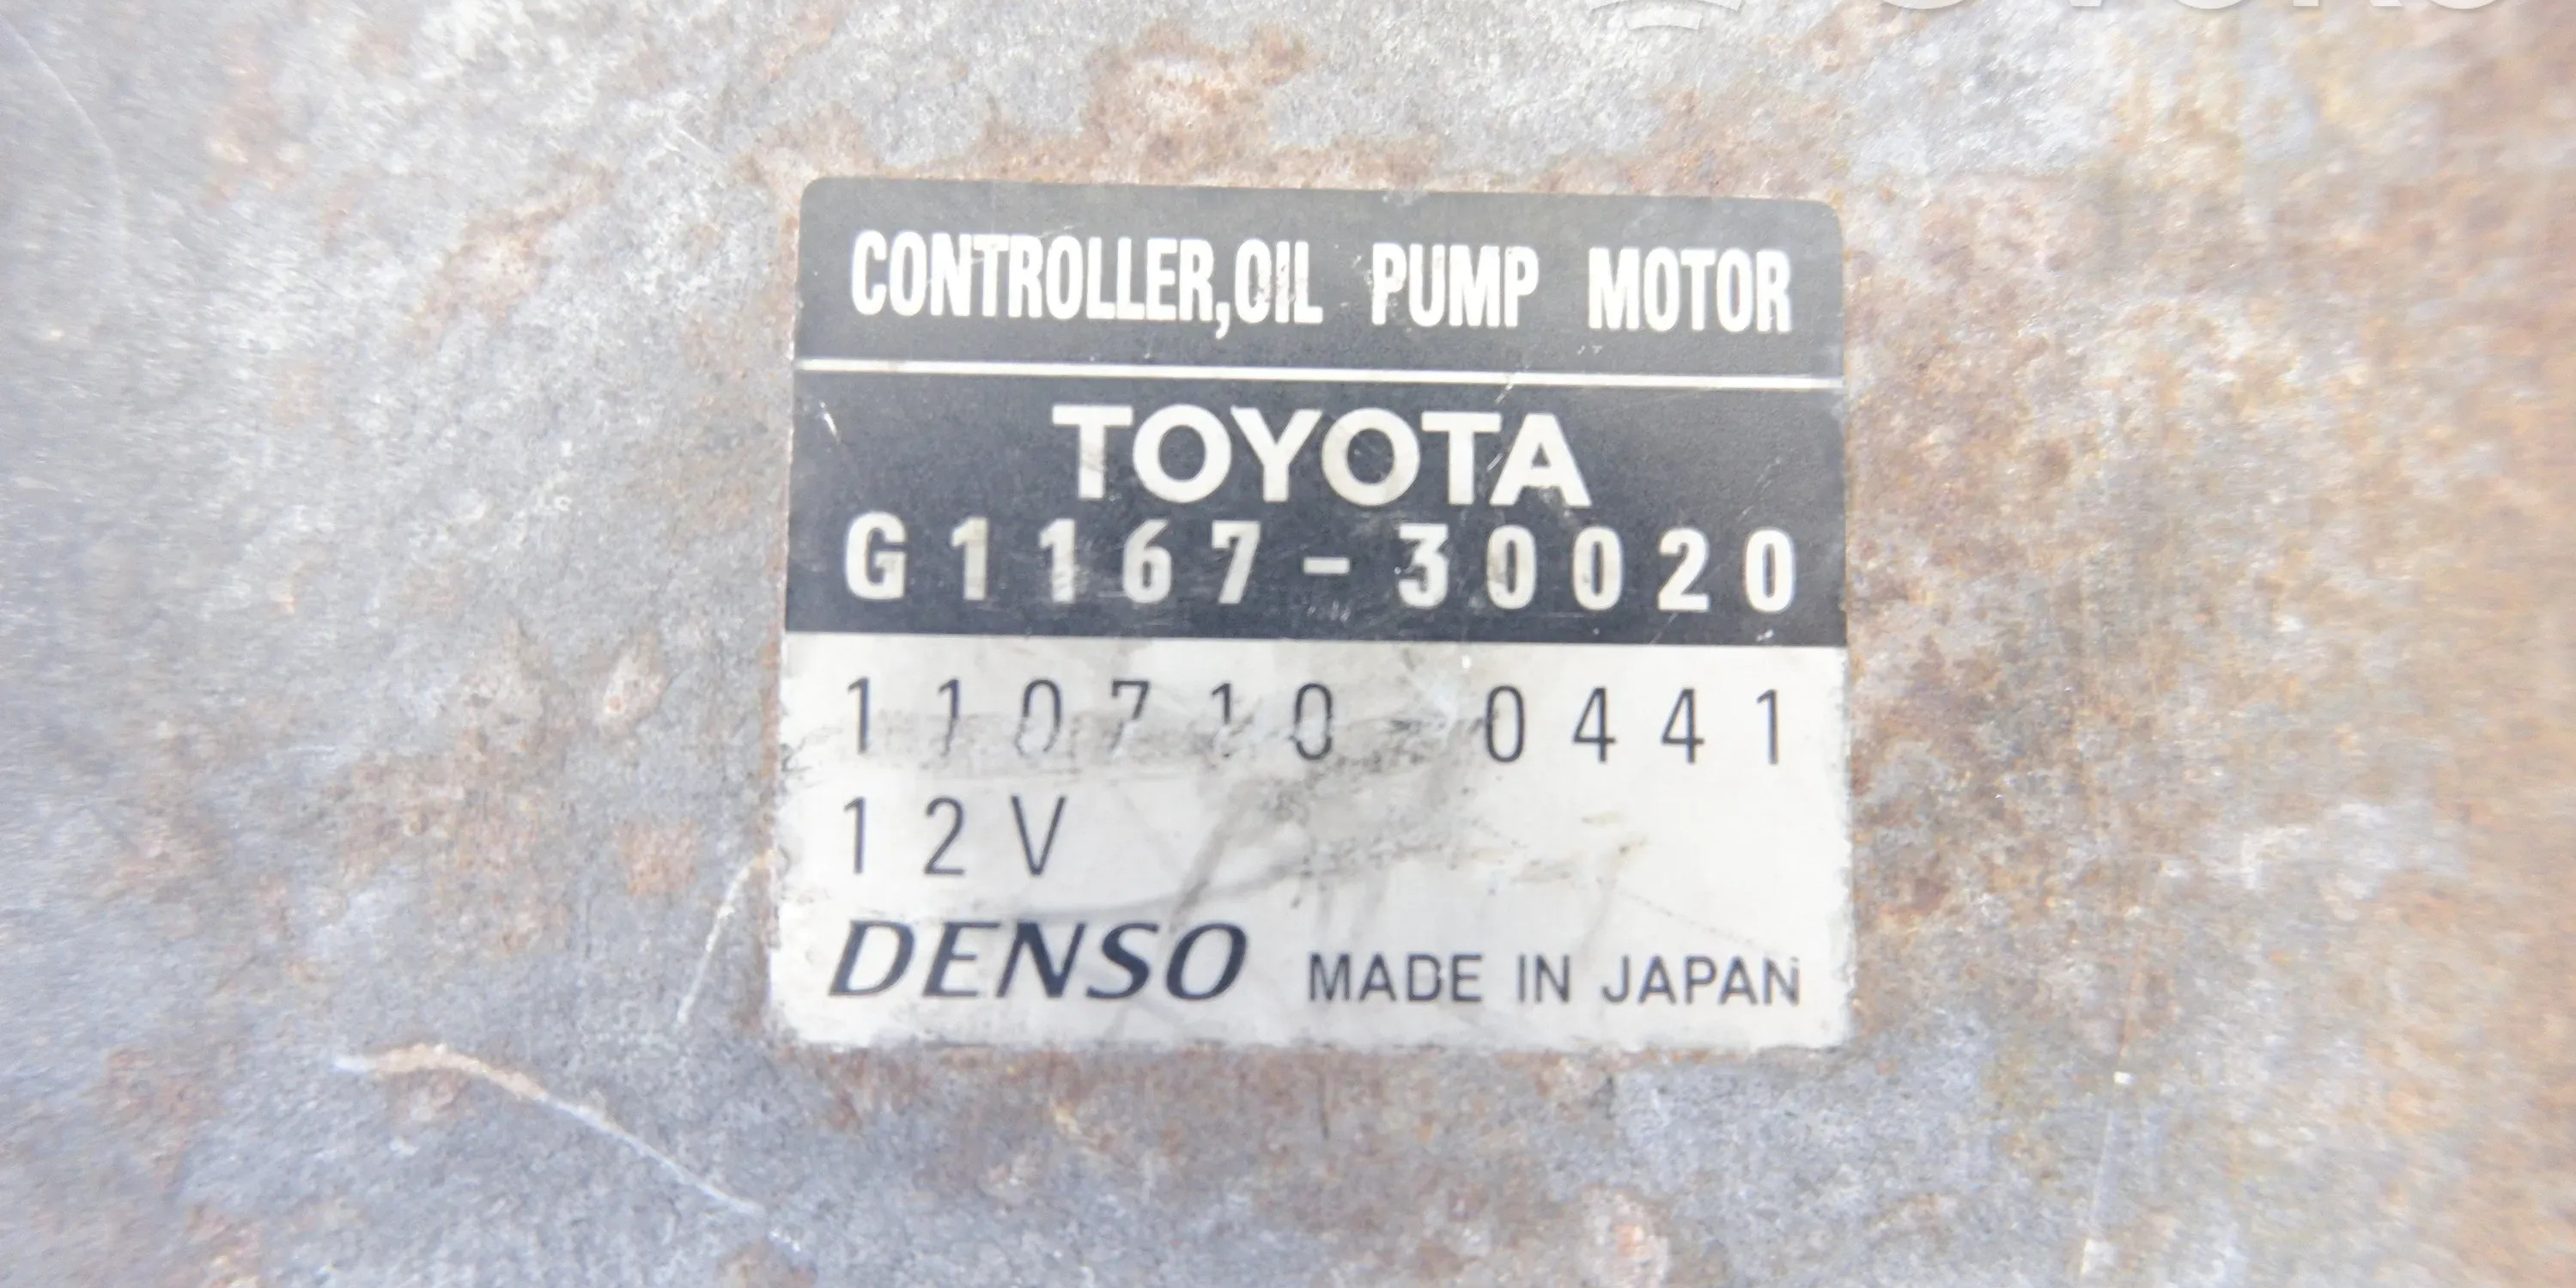 CONTROLLER,OIL PUMP MOTOR
TOYOTA
G1167-30020
110710 0441
12V
DENSO MADE IN JAPAN